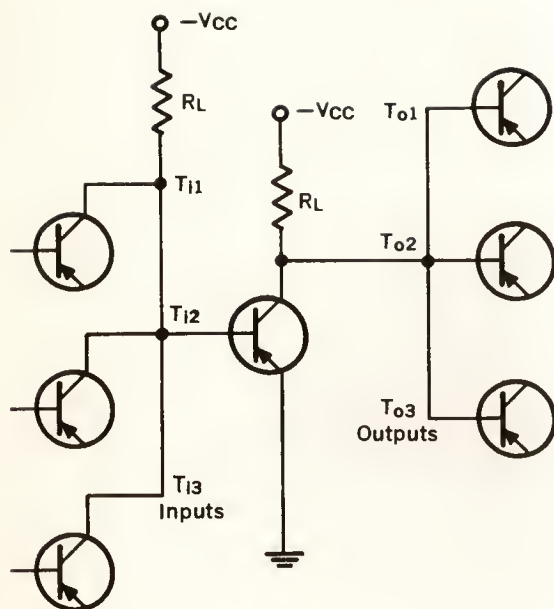 −VCC
RL
Ti1
Ti2
Ti3
Inputs
−VCC
RL
To1
To2
To3
Outputs